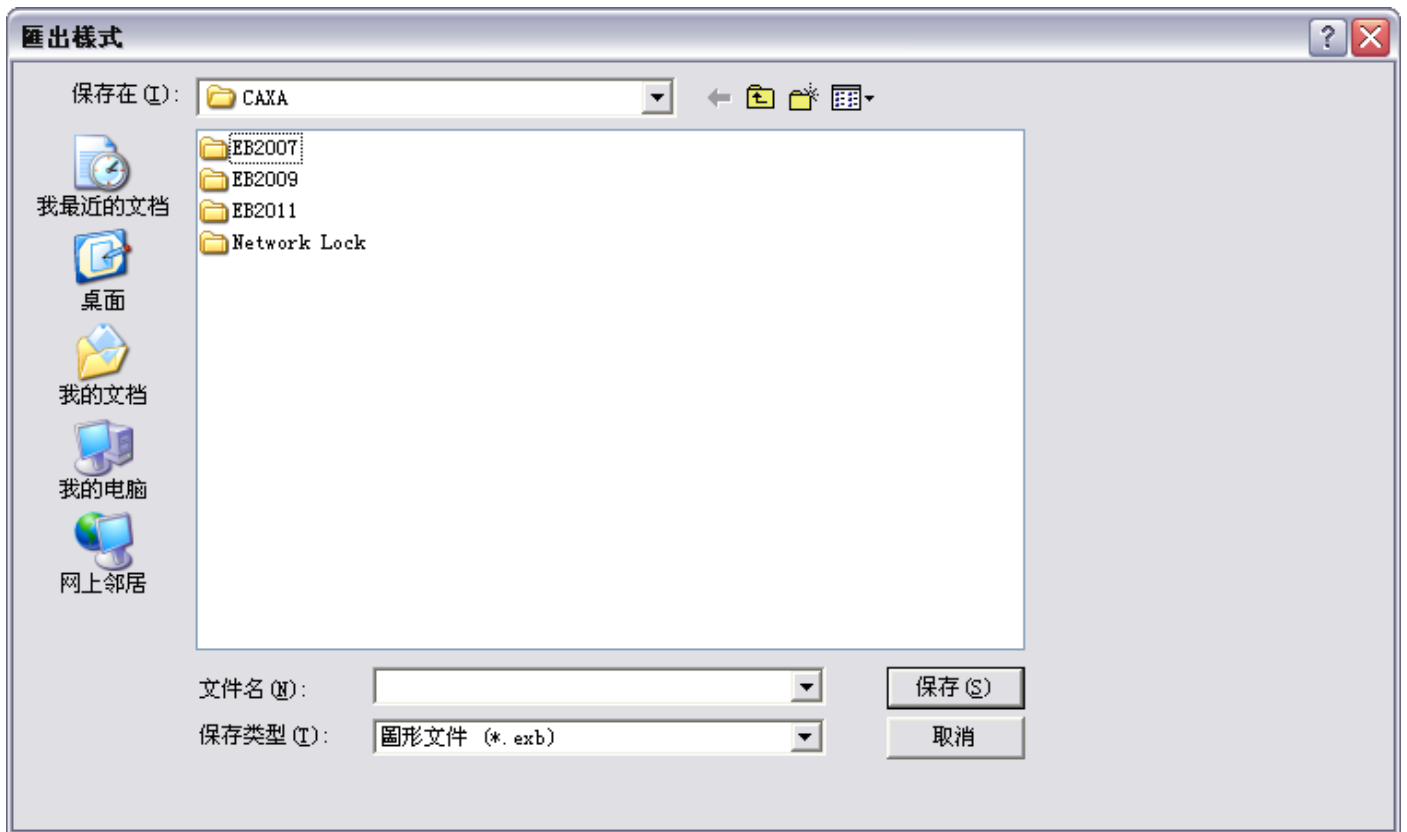 匯出樣式
保存在(I):
CAXA
EB2007
EB2009
EB2011
Network Lock
我最近的文档
桌面
我的文档
我的电脑
网上邻居
文件名(N):
保存(S)
保存类型(T):
圖形文件 (*.exb)
取消